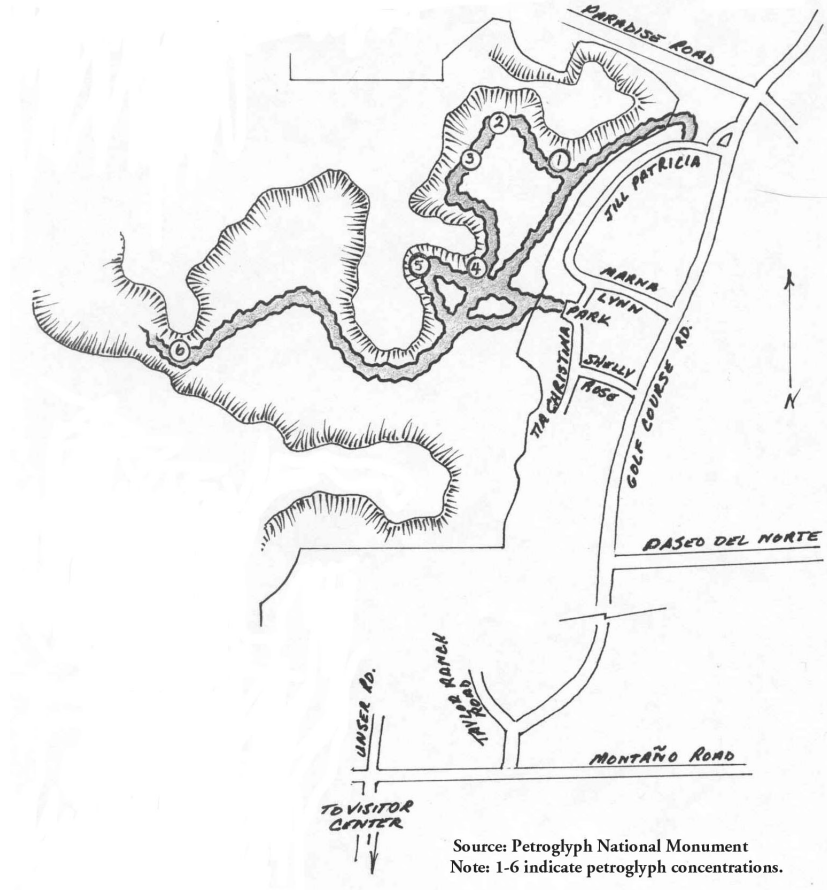 PARADISE ROAD
2
3
1
JILL PATRICIA
5
4
MARNA
LYNN
PARK
6
TIA CHRISTINA
SHELLY
ROSE
GOLF COURSE RD.
N
PASEO DEL NORTE
TAYLOR RANCH
ROAD
UNSER RD.
MONTAÑO ROAD
TO VISITOR
CENTER
Source: Petroglyph National Monument
Note: 1-6 indicate petroglyph concentrations.